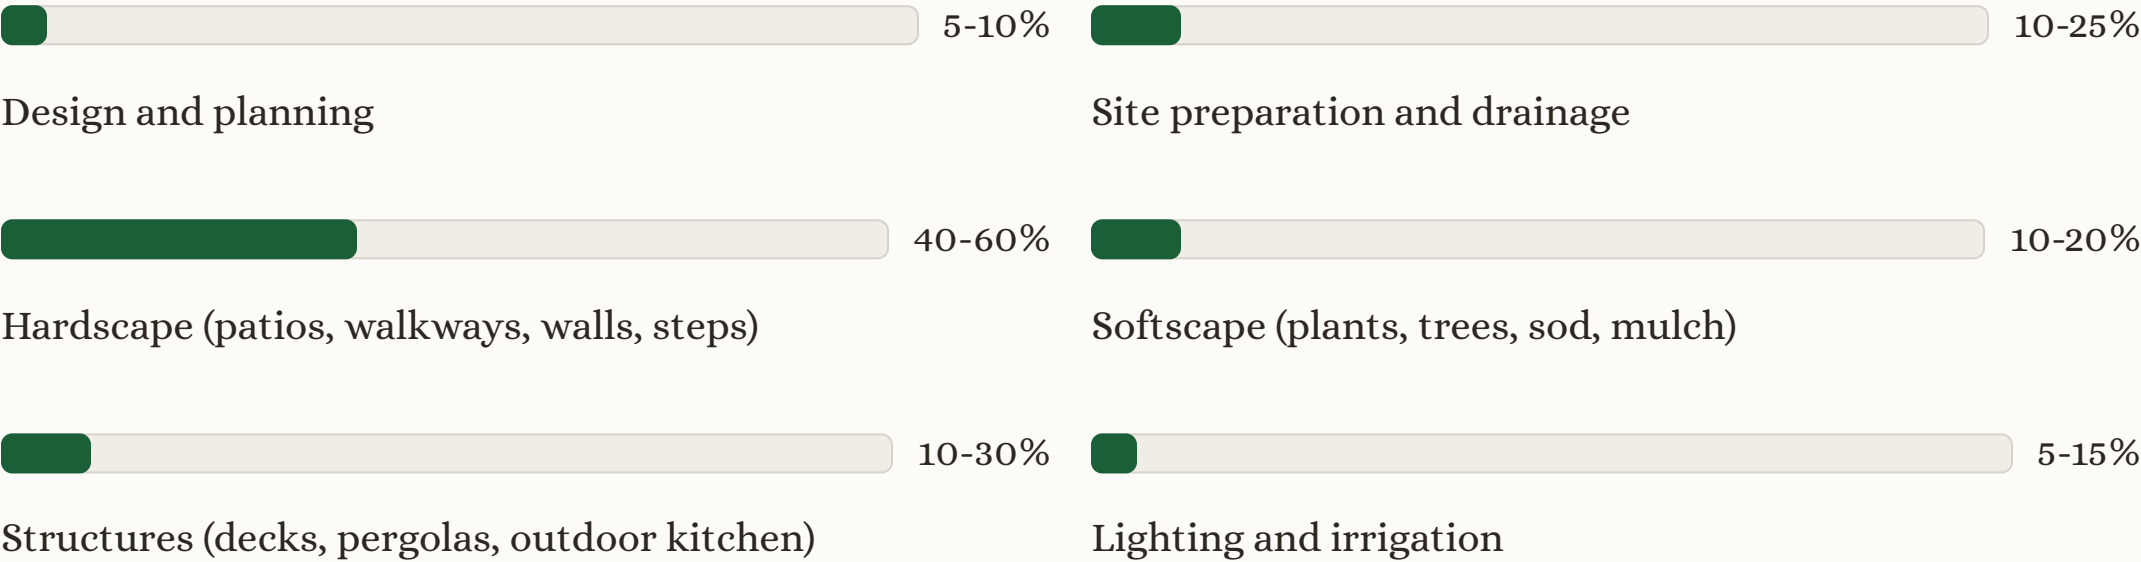 5-10%
Design and planning
10-25%
Site preparation and drainage
40-60%
Hardscape (patios, walkways, walls, steps)
10-20%
Softscape (plants, trees, sod, mulch)
10-30%
Structures (decks, pergolas, outdoor kitchen)
5-15%
Lighting and irrigation